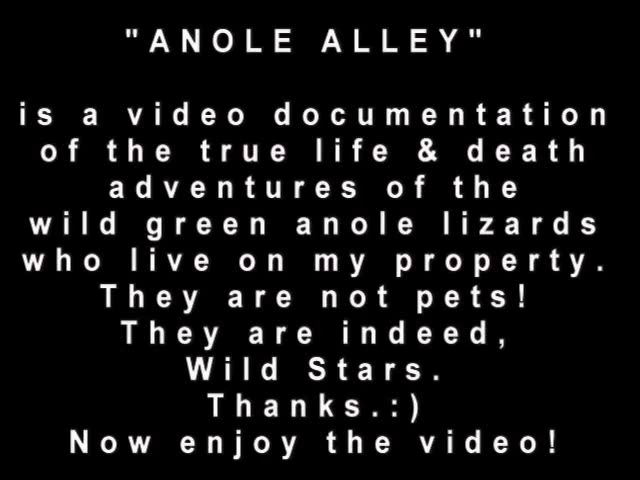 "ANOLE ALLEY"
is a video documentation
of the true life & death
adventures of the
wild green anole lizards
who live on my property.
They are not pets!
They are indeed,
Wild Stars.
Thanks.:)
Now enjoy the video!